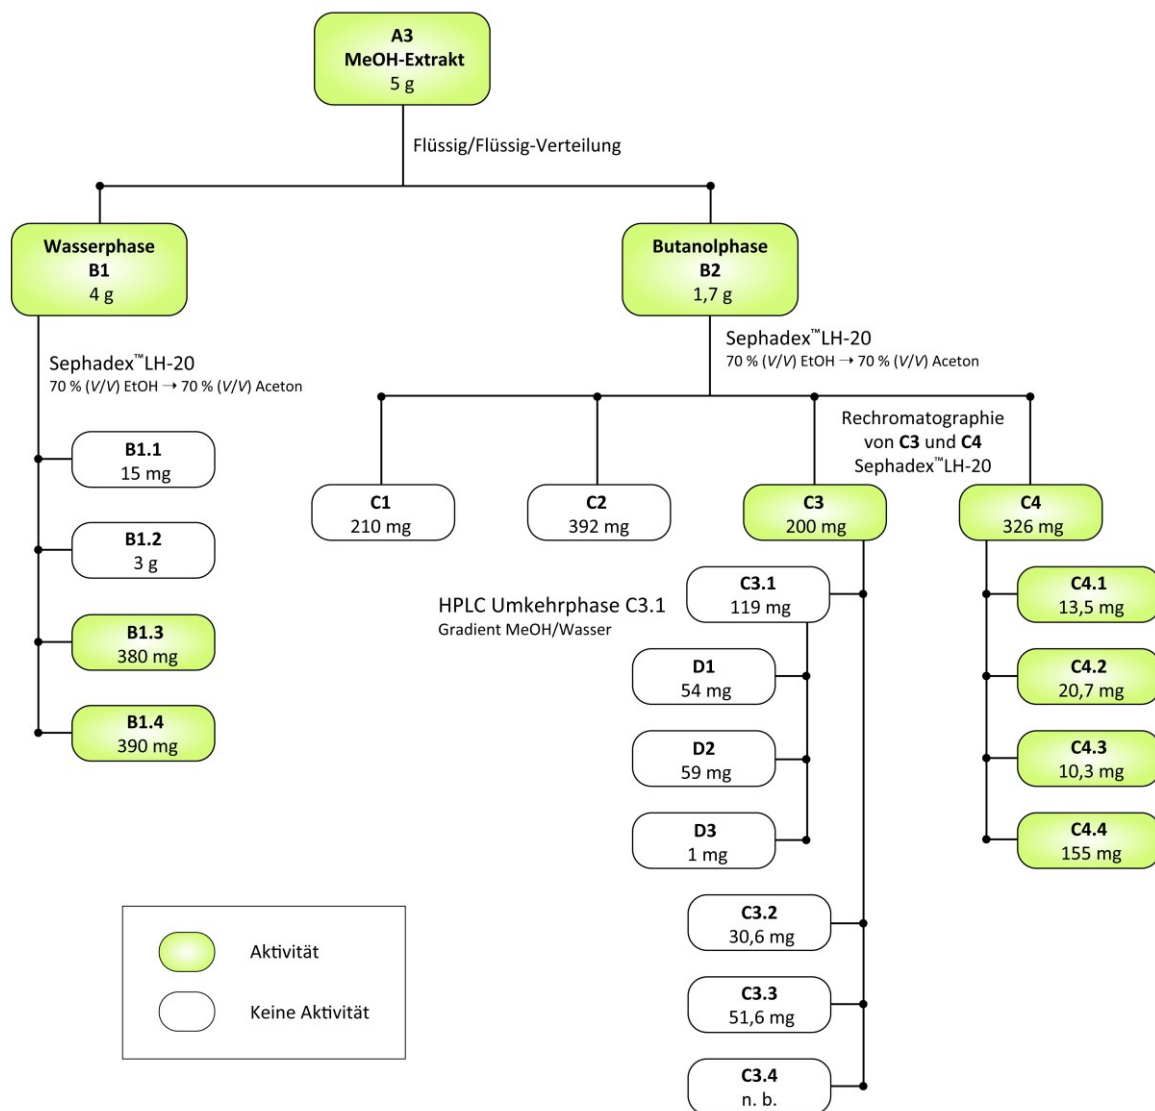 A3
MeOH-Extrakt
5 g
Flüssig/Flüssig-Verteilung
Wasserphase
B1
4 g
Butanolphase
B2
1,7 g
Sephadex™LH-20
70 % (V/V) EtOH → 70 % (V/V) Aceton
Sephadex™LH-20
70 % (V/V) EtOH → 70 % (V/V) Aceton
B1.1
15 mg
B1.2
3 g
B1.3
380 mg
B1.4
390 mg
Rechromatographie
von C3 und C4
Sephadex™LH-20
C1
210 mg
C2
392 mg
C3
200 mg
C4
326 mg
HPLC Umkehrphase C3.1
Gradient MeOH/Wasser
C3.1
119 mg
D1
54 mg
D2
59 mg
D3
1 mg
C3.2
30,6 mg
C3.3
51,6 mg
C3.4
n. b.
C4.1
13,5 mg
C4.2
20,7 mg
C4.3
10,3 mg
C4.4
155 mg
Aktivität
Keine Aktivität